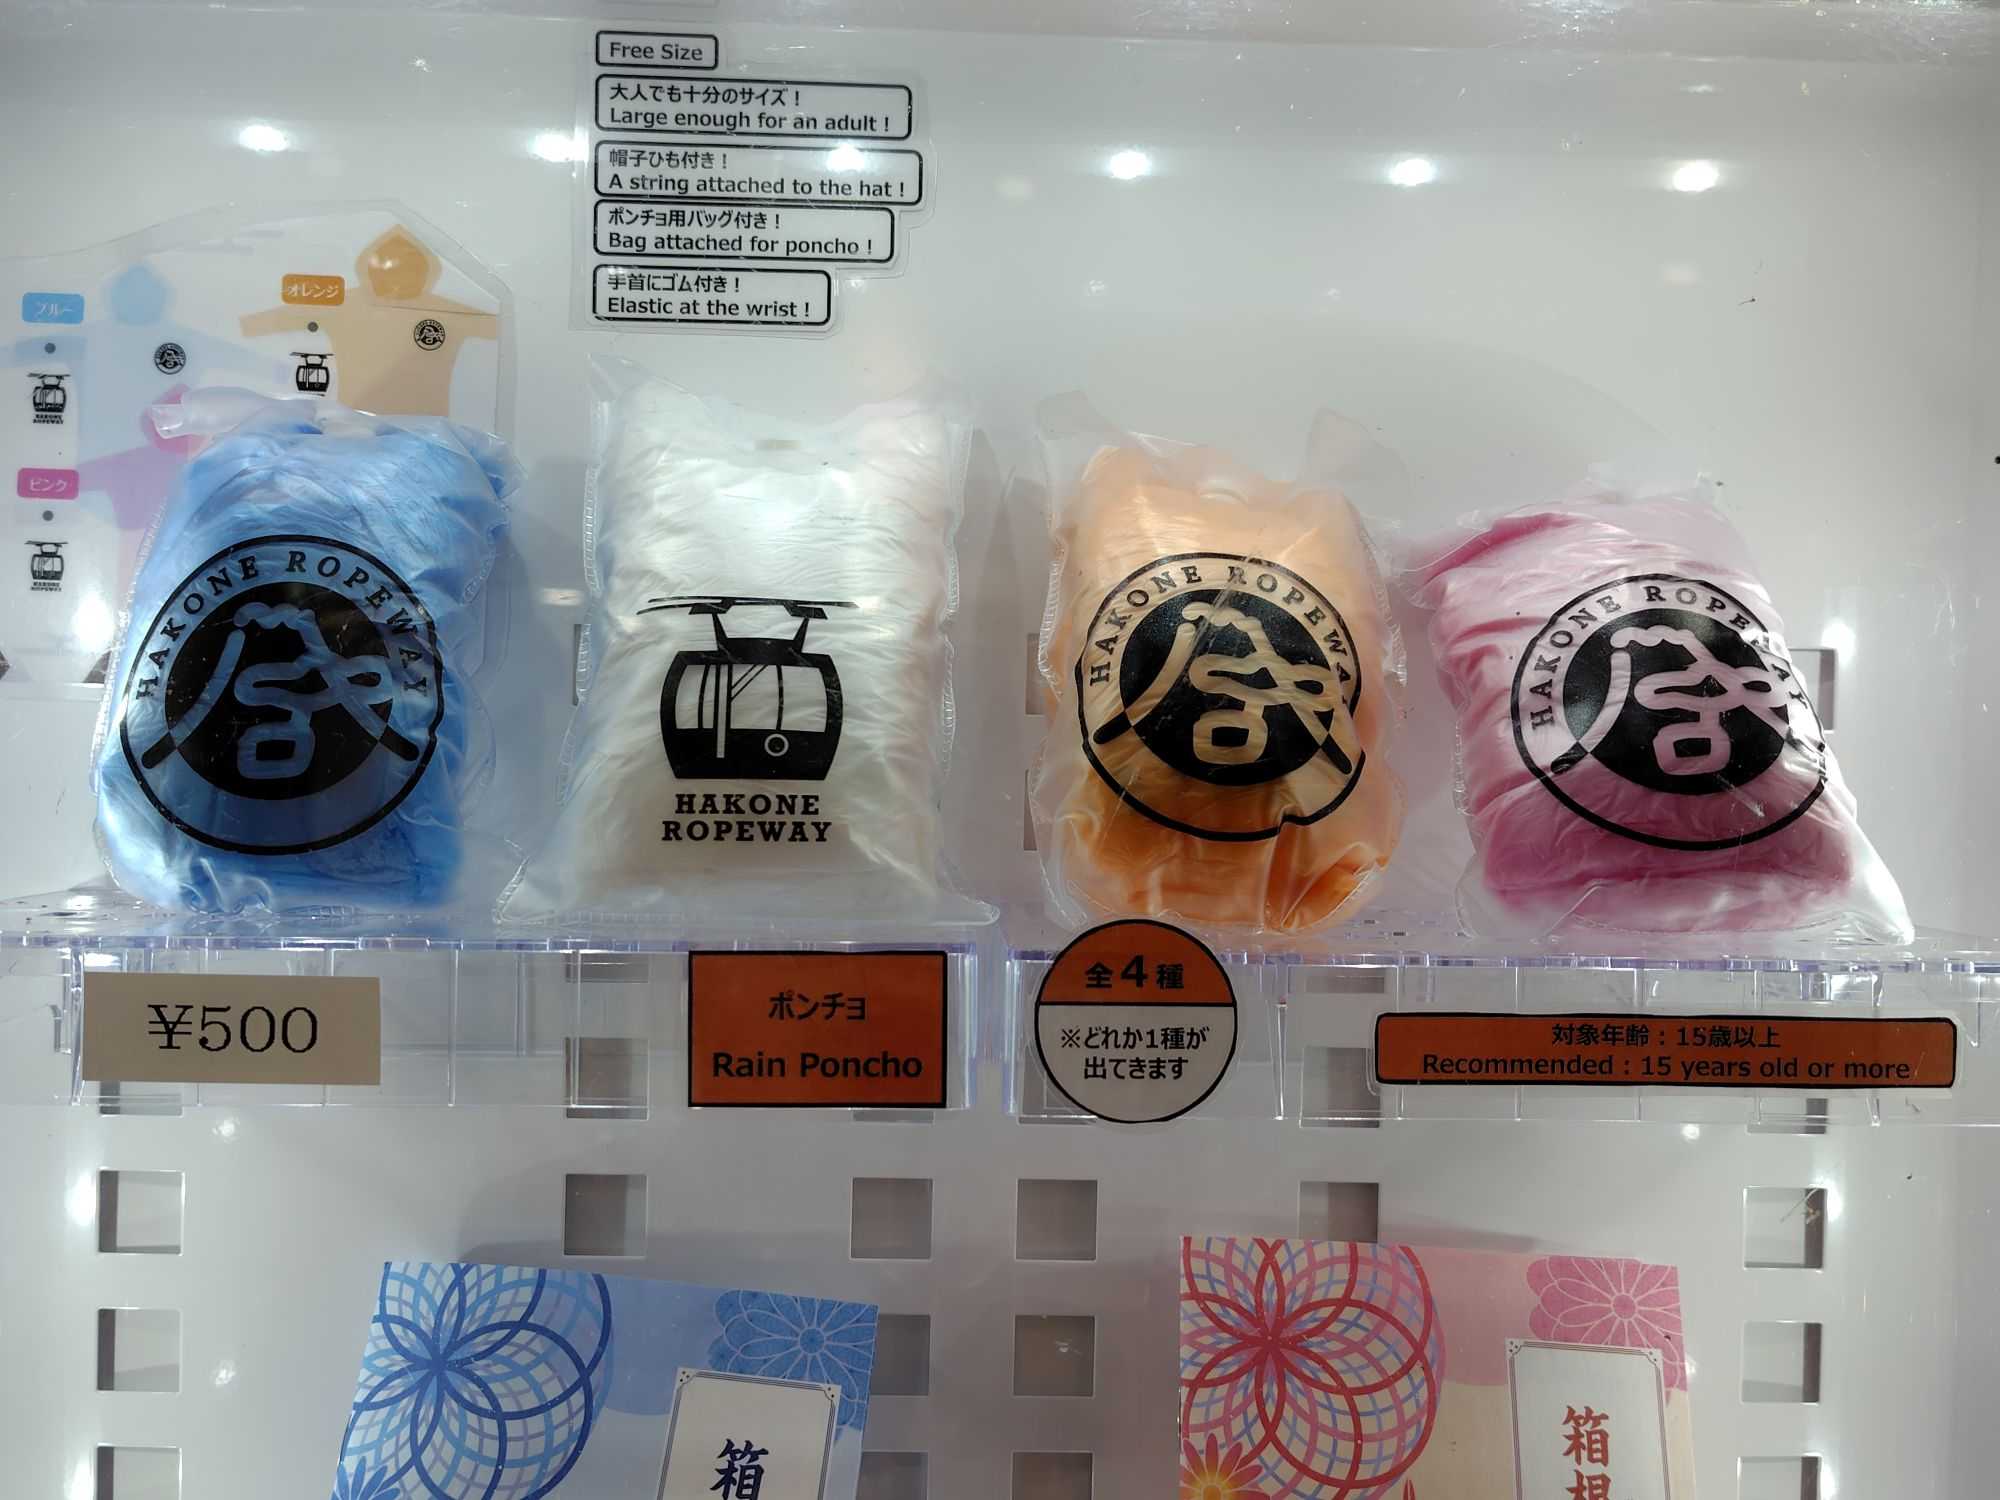 Free Size
大人でも十分のサイズ！
Large enough for an adult !
帽子ひも付き！
A string attached to the hat !
ポンチョ用バッグ付き！
Bag attached for poncho !
手首にゴム付き！
Elastic at the wrist !
ブルー
オレンジ
HAKONE
ROPEWAY
ピンク
HAKONE
ROPEWAY
HAKONE ROPEWAY
HAKONE
ROPEWAY
HAKONE ROPEWAY
HAKONE ROPEWAY
¥500
ポンチョ
Rain Poncho
全4種
※どれか1種が
出てきます
対象年齢：15歳以上
Recommended : 15 years old or more
箱
箱根